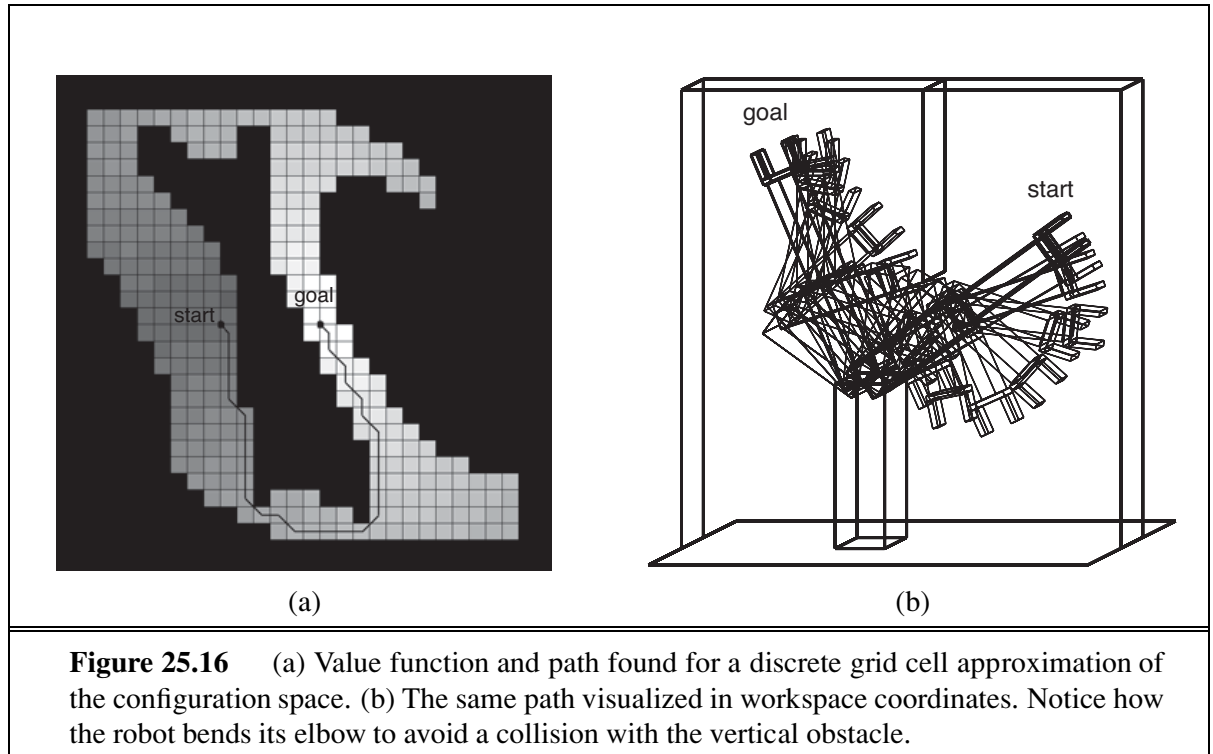 goal
start
goal
start
(a)
(b)
Figure 25.16 (a) Value function and path found for a discrete grid cell approximation of
the configuration space. (b) The same path visualized in workspace coordinates. Notice how
the robot bends its elbow to avoid a collision with the vertical obstacle.